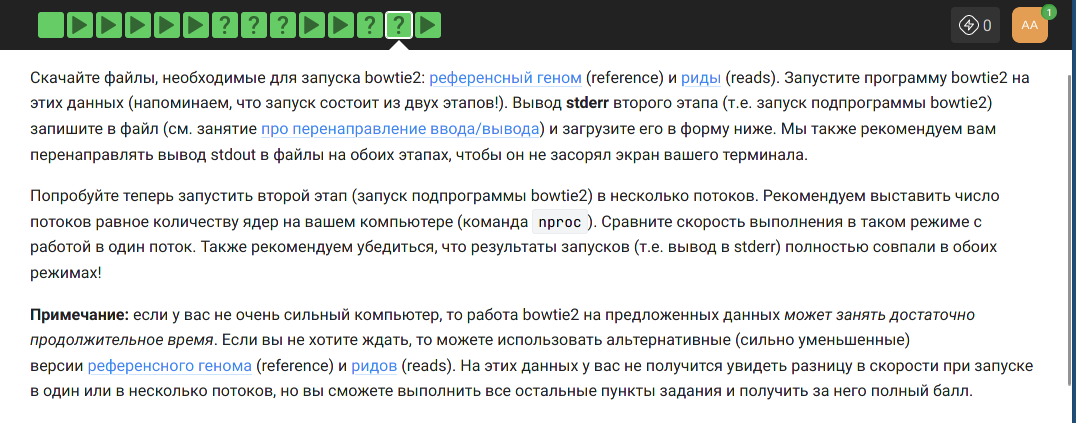 ? ? ? ? ?
0
AA
1
Скачайте файлы, необходимые для запуска bowtie2: референсный геном (reference) и риды (reads). Запустите программу bowtie2 на
этих данных (напоминаем, что запуск состоит из двух этапов!). Вывод stderr второго этапа (т.е. запуск подпрограммы bowtie2)
запишите в файл (см. занятие про перенаправление ввода/вывода) и загрузите его в форму ниже. Мы также рекомендуем вам
перенаправлять вывод stdout в файлы на обоих этапах, чтобы он не засорял экран вашего терминала.
Попробуйте теперь запустить второй этап (запуск подпрограммы bowtie2) в несколько потоков. Рекомендуем выставить число
потоков равное количеству ядер на вашем компьютере (команда nproc ). Сравните скорость выполнения в таком режиме с
работой в один поток. Также рекомендуем убедиться, что результаты запусков (т.е. вывод в stderr) полностью совпали в обоих
режимах!
Примечание: если у вас не очень сильный компьютер, то работа bowtie2 на предложенных данных может занять достаточно
продолжительное время. Если вы не хотите ждать, то можете использовать альтернативные (сильно уменьшенные)
версии референсного генома (reference) и ридов (reads). На этих данных у вас не получится увидеть разницу в скорости при запуске
в один или в несколько потоков, но вы сможете выполнить все остальные пункты задания и получить за него полный балл.